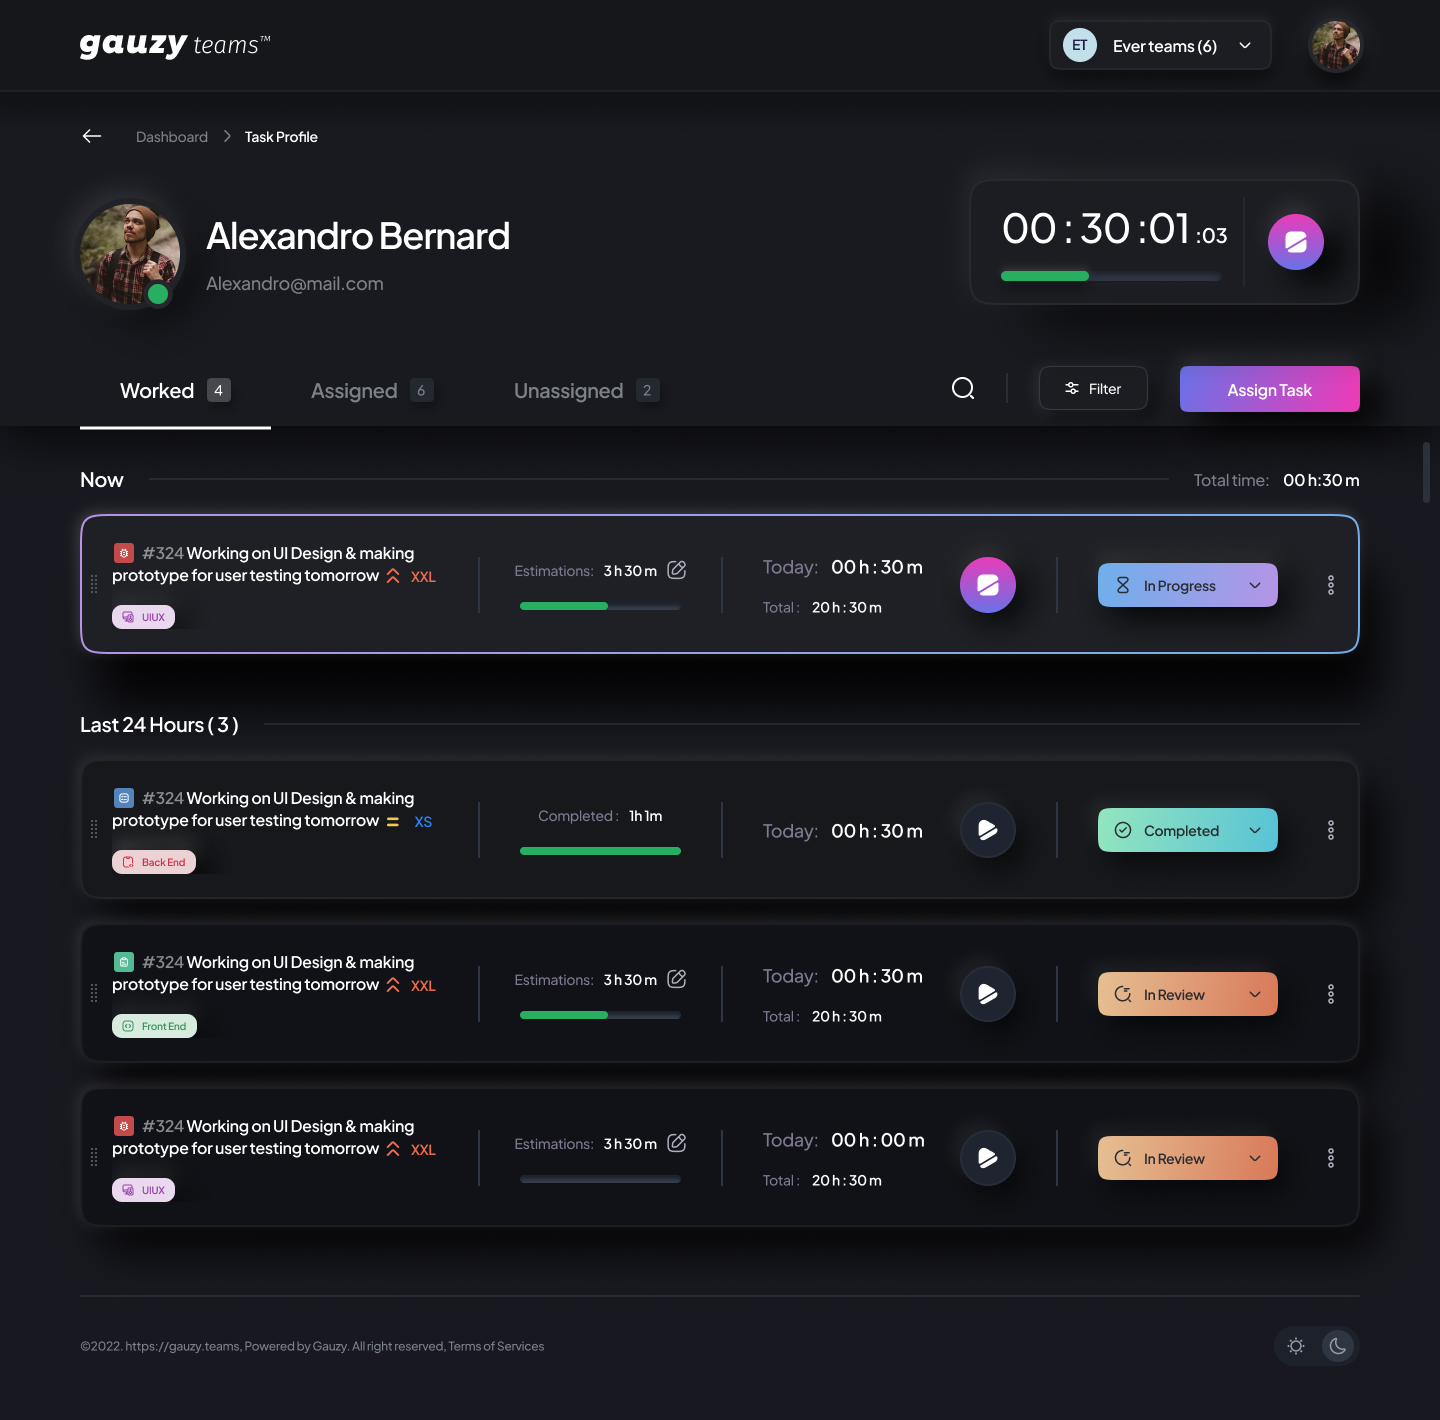 gauzy teams™
ET Ever teams (6)
Dashboard Task Profile
Alexandro Bernard
Alexandro@mail.com
00 : 30 :01 :03
Worked 4 Assigned 6 Unassigned 2 Filter Assign Task
Now Total time: 00 h:30 m
#324 Working on UI Design & making
prototype for user testing tomorrow XXL
UIUX
Estimations: 3 h 30 m
Today: 00 h : 30 m
Total : 20 h : 30 m
In Progress
Last 24 Hours ( 3 )
#324 Working on UI Design & making
prototype for user testing tomorrow XS
Back End
Completed : 1h 1m
Today: 00 h : 30 m
Completed
#324 Working on UI Design & making
prototype for user testing tomorrow XXL
Front End
Estimations: 3 h 30 m
Today: 00 h : 30 m
Total : 20 h : 30 m
In Review
#324 Working on UI Design & making
prototype for user testing tomorrow XXL
UIUX
Estimations: 3 h 30 m
Today: 00 h : 00 m
Total : 20 h : 30 m
In Review
©2022. https://gauzy.teams, Powered by Gauzy. All right reserved, Terms of Services